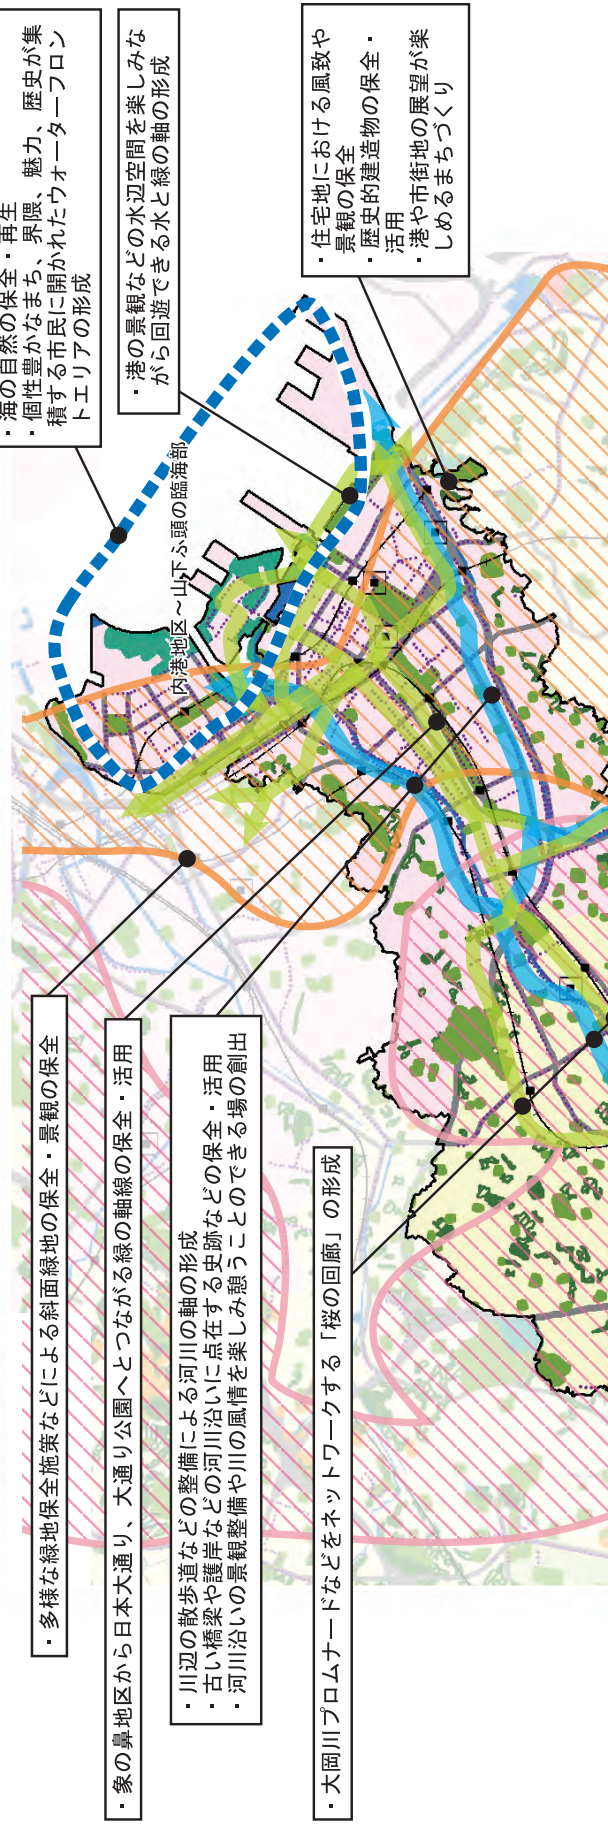 ・海の自然の保全・再生
・個性豊かなまち、界隈、魅力、歴史が集
積する市民に開かれたウォーターフロン
トエリアの形成
・港の景観などの水辺空間を楽しみな
がら回遊できる水と緑の軸の形成
・住宅地における風致や
景観の保全
・歴史的建造物の保全・
活用
・港や市街地の展望が楽
しめるまちづくり
内港地区～山下ふ頭の臨海部
・多様な緑地保全施策などによる斜面緑地の保全・景観の保全
・象の鼻地区から日本大通り、大通り公園へとつながる緑の軸線の保全・活用
・川辺の散歩道などの整備による河川の軸の形成
・古い橋梁や護岸などの河川沿いに点在する史跡などの保全・活用
・河川沿いの景観整備や川の風情を楽しみ憩うことのできる場の創出
・大岡川プロムナードなどをネットワークする「桜の回廊」の形成